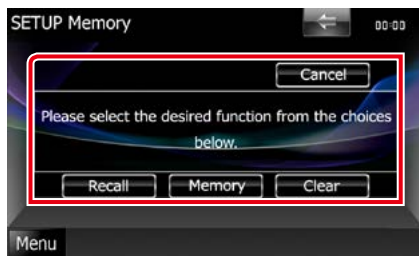 SETUP Memory 00:00
Cancel
Please select the desired function from the choices
below.
Recall Memory Clear
Menu